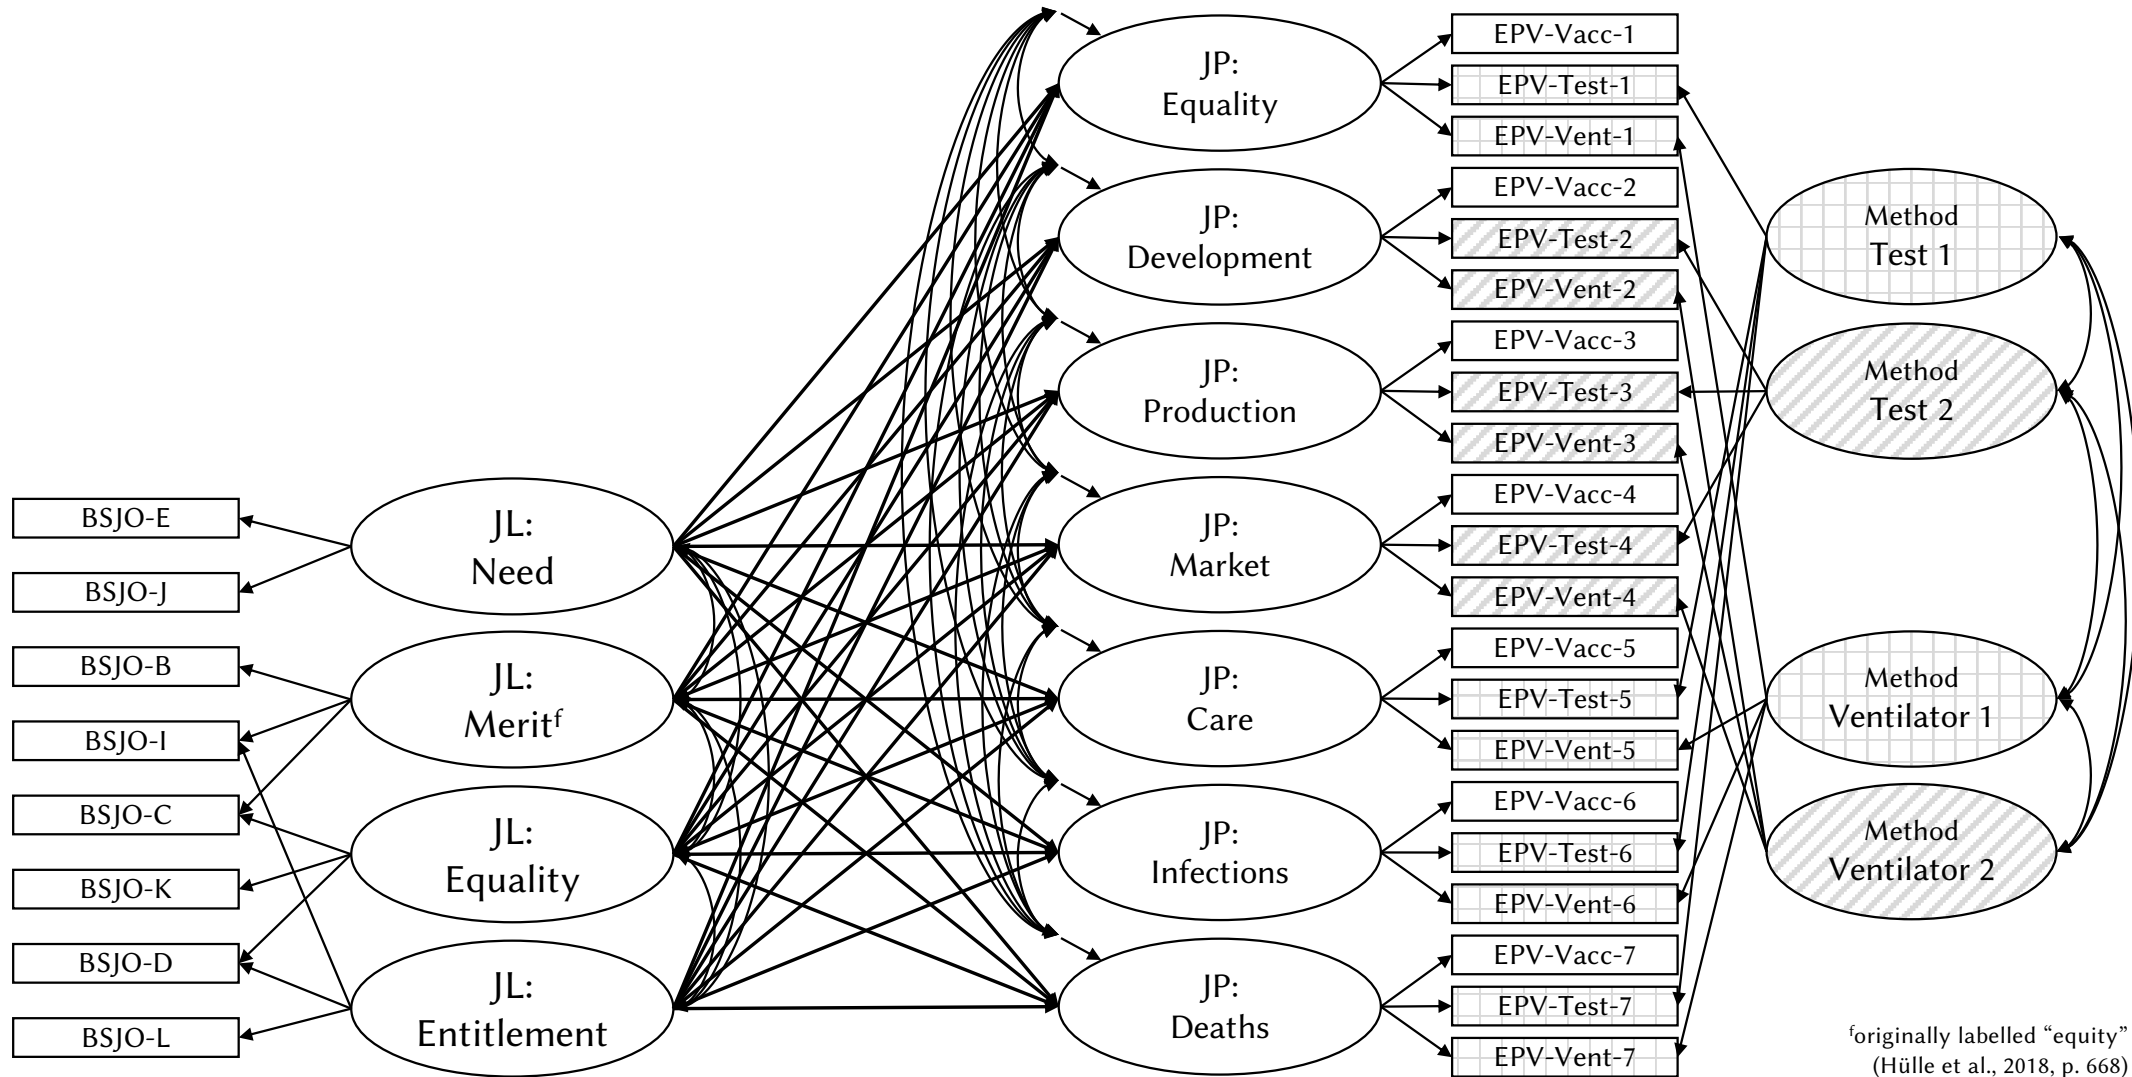 BSJO-E
BSJO-J
BSJO-B
BSJO-I
BSJO-C
BSJO-K
BSJO-D
BSJO-L
JL:
Need
JL:
Meritᶠ
JL:
Equality
JL:
Entitlement
JP:
Equality
JP:
Development
JP:
Production
JP:
Market
JP:
Care
JP:
Infections
JP:
Deaths
EPV-Vacc-1
EPV-Test-1
EPV-Vent-1
EPV-Vacc-2
EPV-Test-2
EPV-Vent-2
EPV-Vacc-3
EPV-Test-3
EPV-Vent-3
EPV-Vacc-4
EPV-Test-4
EPV-Vent-4
EPV-Vacc-5
EPV-Test-5
EPV-Vent-5
EPV-Vacc-6
EPV-Test-6
EPV-Vent-6
EPV-Vacc-7
EPV-Test-7
EPV-Vent-7
Method
Test 1
Method
Test 2
Method
Ventilator 1
Method
Ventilator 2
ᶠoriginally labelled “equity”
(Hülle et al., 2018, p. 668)